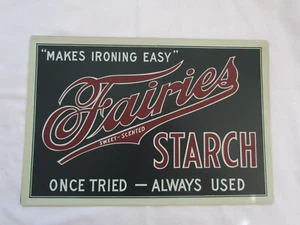 "MAKES IRONING EASY"
Fairies
SWEET-SCENTED
STARCH
ONCE TRIED — ALWAYS USED